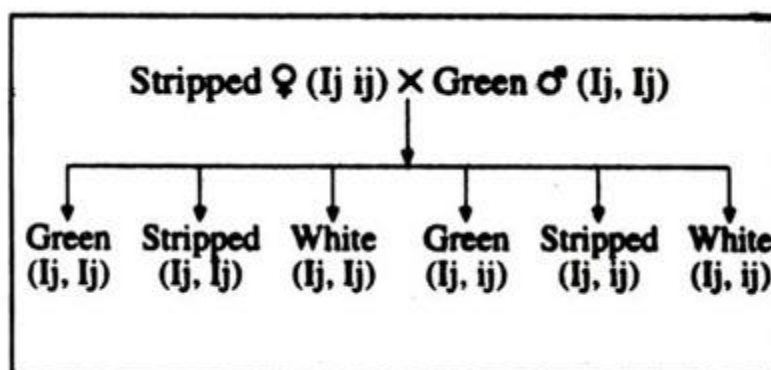 Stripped ♀ (Ij ij) × Green ♂ (Ij, Ij)
Green Stripped White Green Stripped White
(Ij, Ij) (Ij, Ij) (Ij, Ij) (Ij, ij) (Ij, ij) (Ij, ij)